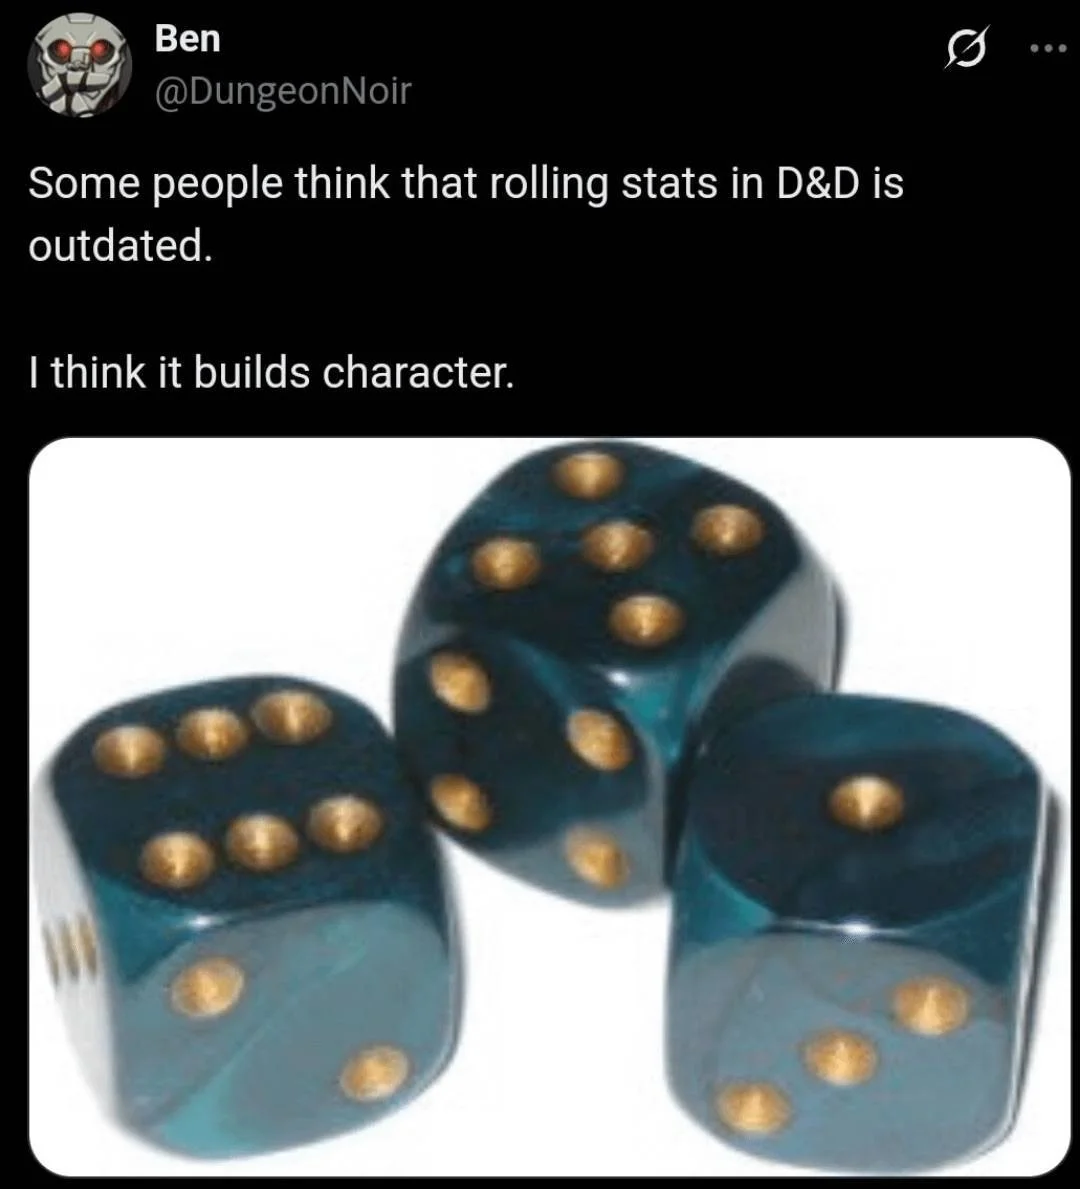 Ben
@DungeonNoir
Some people think that rolling stats in D&D is
outdated.
I think it builds character.